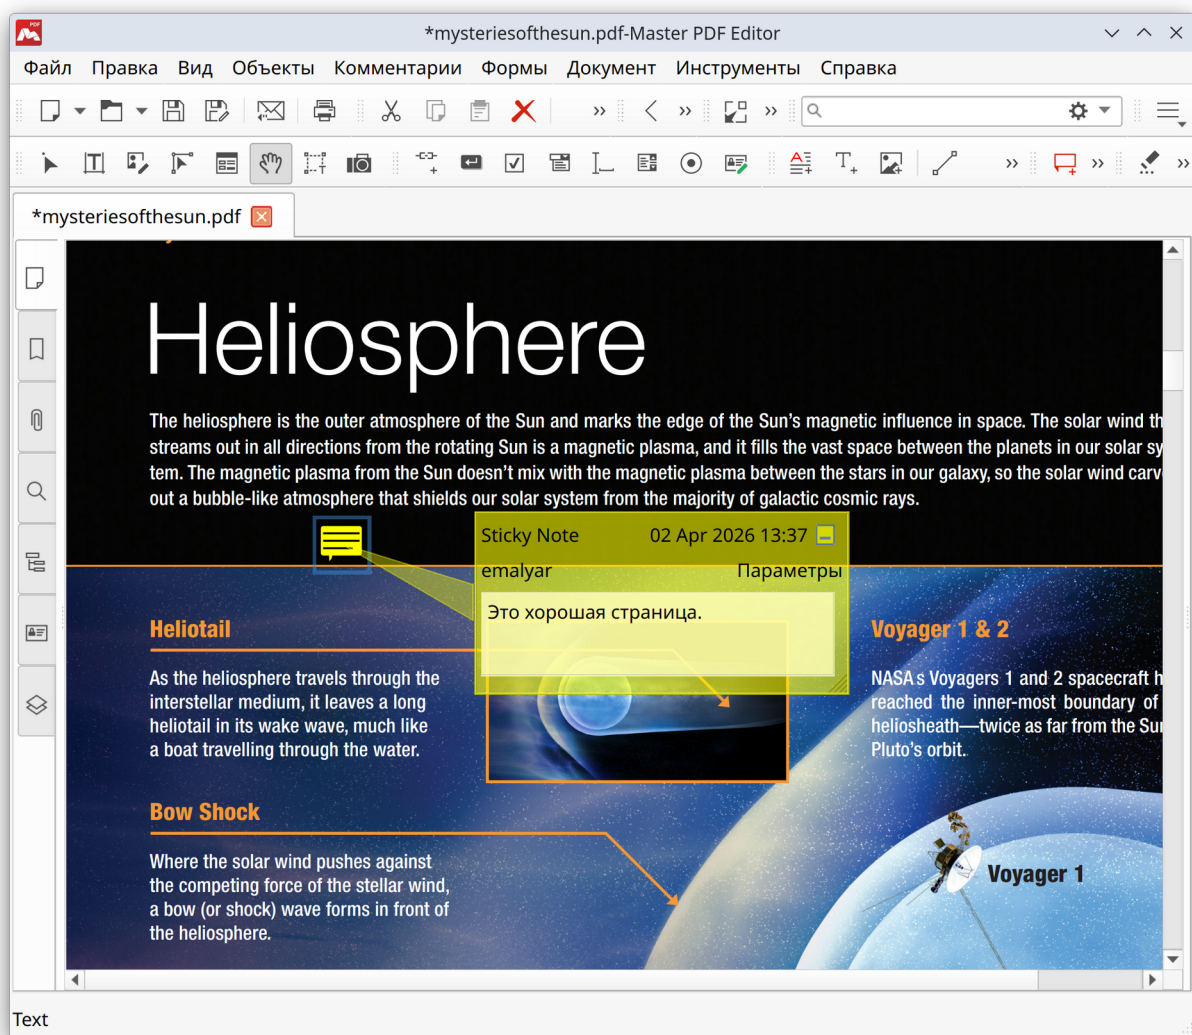 PDF
*mysteriesofthesun.pdf-Master PDF Editor
Файл Правка Вид Объекты Комментарии Формы Документ Инструменты Справка
*mysteriesofthesun.pdf
Heliosphere
The heliosphere is the outer atmosphere of the Sun and marks the edge of the Sun’s magnetic influence in space. The solar wind th
streams out in all directions from the rotating Sun is a magnetic plasma, and it fills the vast space between the planets in our solar sy
tem. The magnetic plasma from the Sun doesn’t mix with the magnetic plasma between the stars in our galaxy, so the solar wind carv
out a bubble-like atmosphere that shields our solar system from the majority of galactic cosmic rays.
Sticky Note 02 Apr 2026 13:37
emalyar Параметры
Это хорошая страница.
Heliotail
As the heliosphere travels through the
interstellar medium, it leaves a long
heliotail in its wake wave, much like
a boat travelling through the water.
Voyager 1 & 2
NASA s Voyagers 1 and 2 spacecraft h
reached the inner-most boundary of
heliosheath—twice as far from the Sun
Pluto’s orbit.
Bow Shock
Where the solar wind pushes against
the competing force of the stellar wind,
a bow (or shock) wave forms in front of
the heliosphere.
Voyager 1
Text